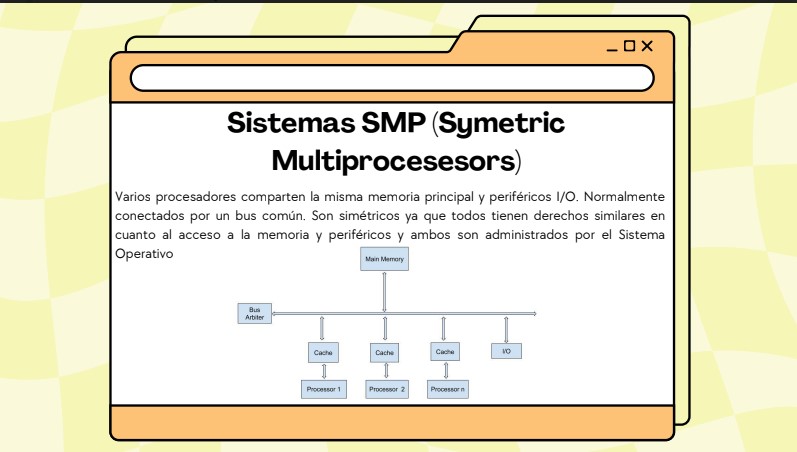 Sistemas SMP (Symetric
Multiprocesesors)
Varios procesadores comparten la misma memoria principal y periféricos I/O. Normalmente
conectados por un bus común. Son simétricos ya que todos tienen derechos similares en
cuanto al acceso a la memoria y periféricos y ambos son administrados por el Sistema
Operativo
Main Memory
Bus
Arbiter
Cache
Cache
Cache
I/O
Processor 1
Processor 2
Processor n